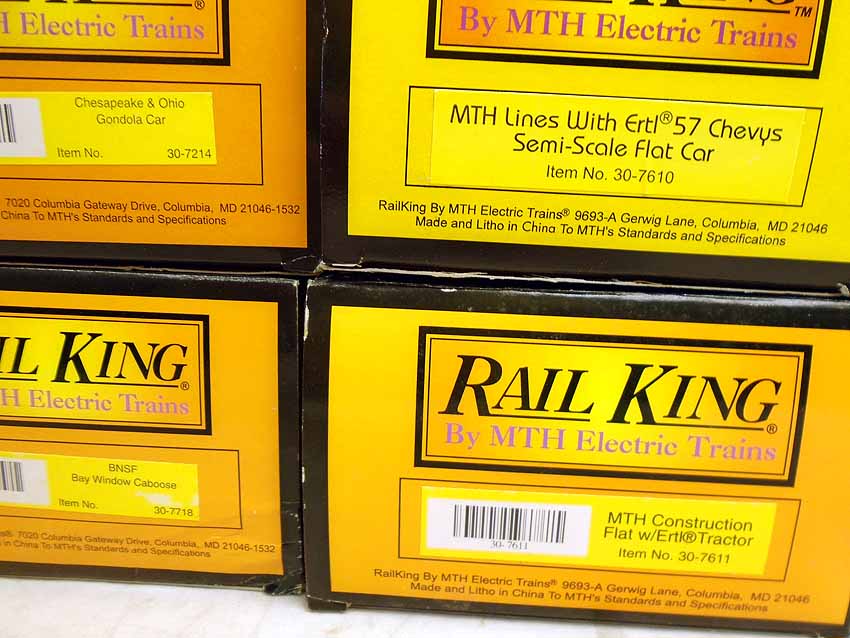 ®
H Electric Trains
Chesapeake & Ohio
Gondola Car
Item No. 30-7214
7020 Columbia Gateway Drive, Columbia, MD 21046-1532
China To MTH's Standards and Specifications
TM
By MTH Electric Trains
MTH Lines With Ertl® 57 Chevys
Semi-Scale Flat Car
Item No. 30-7610
RailKing By MTH Electric Trains® 9693-A Gerwig Lane, Columbia, MD 21046
Made and Litho in China To MTH's Standards and Specifications
IL KING®
H Electric Trains
BNSF
Bay Window Caboose
Item No. 30-7718
s® 7020 Columbia Gateway Drive, Columbia, MD 21046-1532
in China To MTH's Standards and Specifications
RAIL KING®
By MTH Electric Trains
30-7611
MTH Construction
Flat w/Ertl®Tractor
Item No. 30-7611
RailKing By MTH Electric Trains® 9693-A Gerwig Lane, Columbia, MD 21046
Made and Litho in China To MTH's Standards and Specifications